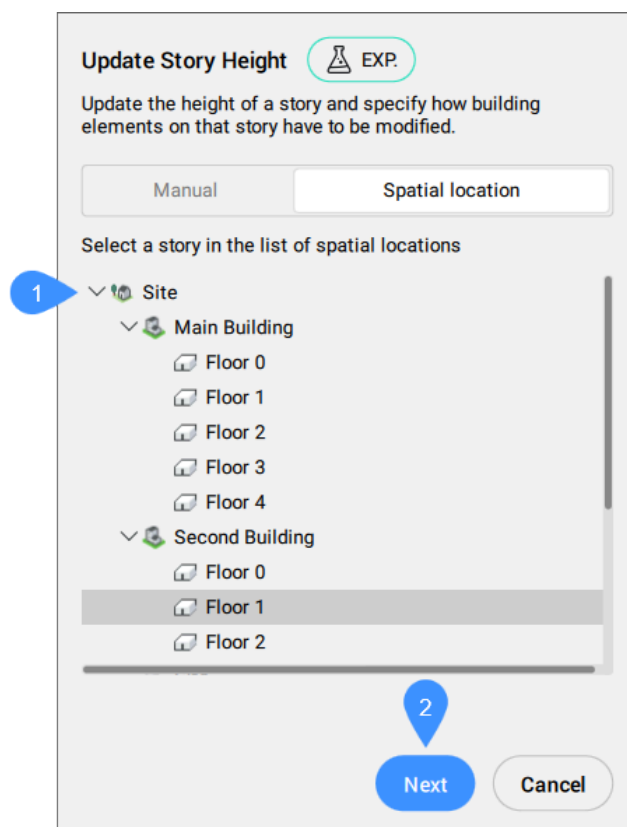 Update Story Height EXP.
Update the height of a story and specify how building
elements on that story have to be modified.
Manual Spatial location
Select a story in the list of spatial locations
1 Site
Main Building
Floor 0
Floor 1
Floor 2
Floor 3
Floor 4
Second Building
Floor 0
Floor 1
Floor 2
2
Next Cancel